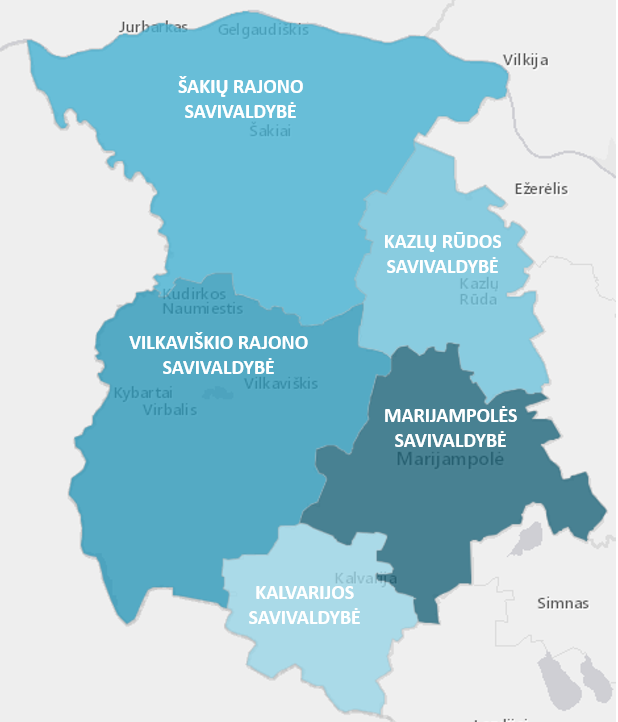 Jurbarkas
Gelgaudiškis
Vilkija
ŠAKIŲ RAJONO
SAVIVALDYBĖ
Šakiai
Ežerėlis
KAZLŲ RŪDOS
SAVIVALDYBĖ
Kazlų
Rūda
Kudirkos
Naumiestis
VILKAVIŠKIO RAJONO
SAVIVALDYBĖ
Vilkaviškis
Kybartai
Virbalis
MARIJAMPOLĖS
SAVIVALDYBĖ
Marijampolė
Kalvarija
KALVARIJOS
SAVIVALDYBĖ
Simnas